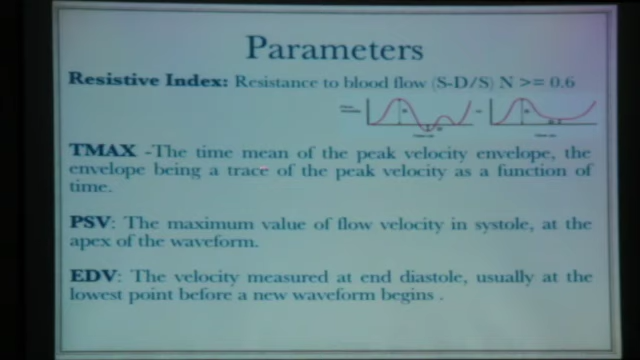 Parameters
Resistive Index: Resistance to blood flow (S-D/S) N >= 0.6
TMAX -The time mean of the peak velocity envelope, the
envelope being a trace of the peak velocity as a function of
time.
PSV: The maximum value of flow velocity in systole, at the
apex of the waveform.
EDV: The velocity measured at end diastole, usually at the
lowest point before a new waveform begins .